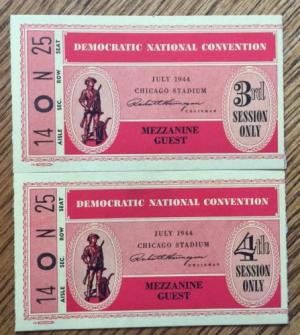 14 O N 25
AISLE SEC. ROW SEAT
DEMOCRATIC NATIONAL CONVENTION
JULY 1944
CHICAGO STADIUM
CHAIRMAN
MEZZANINE
GUEST
3rd
SESSION
ONLY
14 O N 25
AISLE SEC. ROW SEAT
DEMOCRATIC NATIONAL CONVENTION
JULY 1944
CHICAGO STADIUM
CHAIRMAN
MEZZANINE
GUEST
4th
SESSION
ONLY